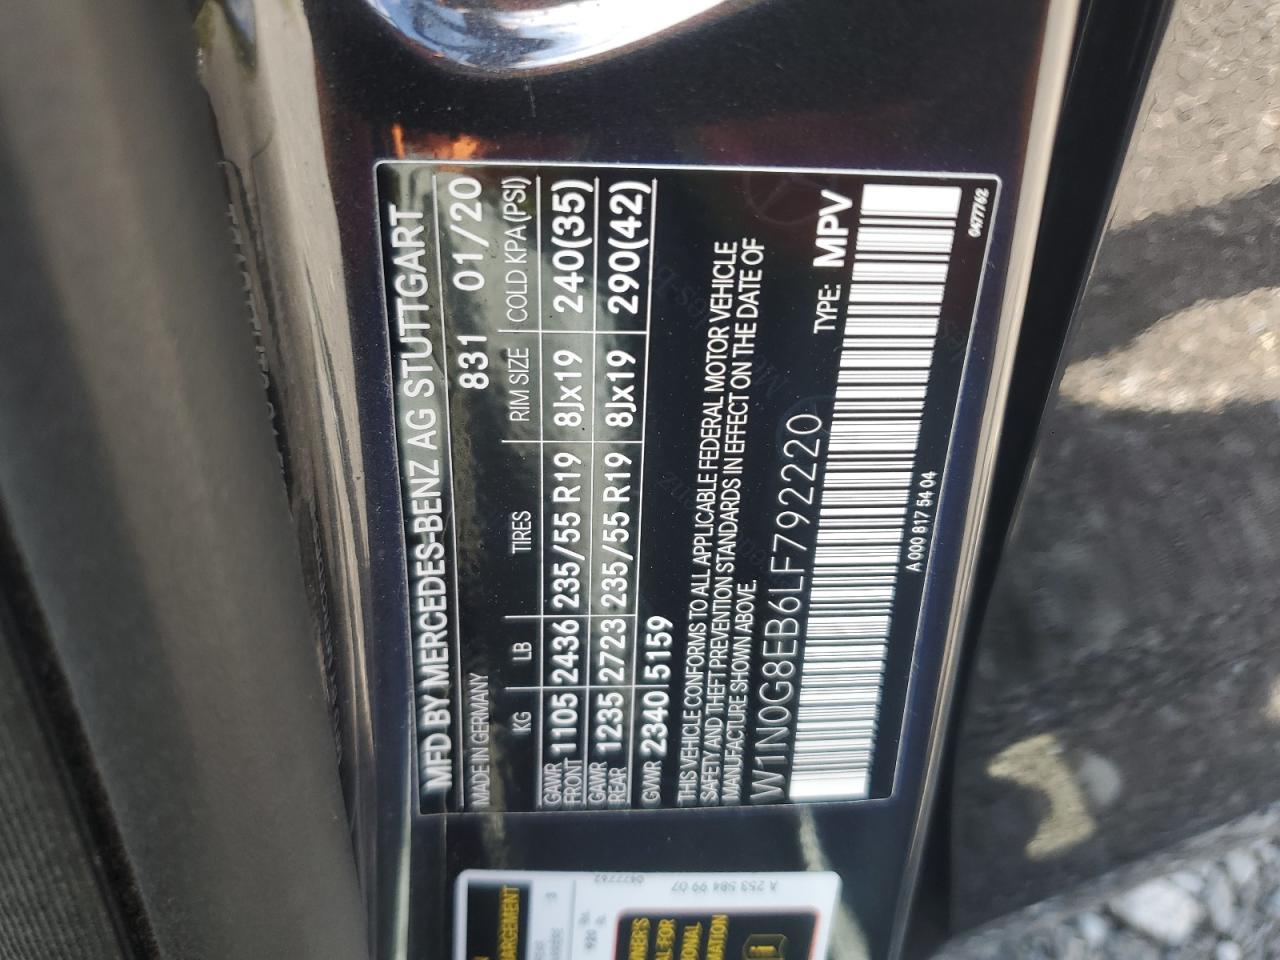 MFD BY MERCEDES-BENZ AG STUTTGART
MADE IN GERMANY 831 01/20
KG LB TIRES RIM SIZE COLD KPA(PSI)
GAWR FRONT 1105 2436 235/55 R19 8Jx19 240(35)
GAWR REAR 1235 2723 235/55 R19 8Jx19 290(42)
GVWR 2340 5159
THIS VEHICLE CONFORMS TO ALL APPLICABLE FEDERAL MOTOR VEHICLE
SAFETY AND THEFT PREVENTION STANDARDS IN EFFECT ON THE DATE OF
MANUFACTURE SHOWN ABOVE.
W1N0G8EB6LF792220 TYPE: MPV
A 000 817 54 04 0477762
A 253 584 99 07